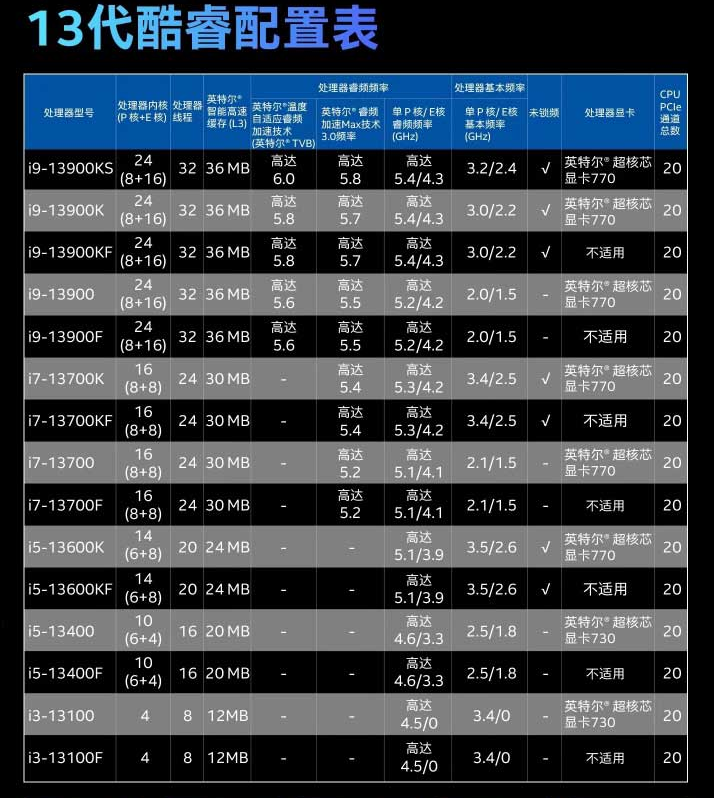 13代酷睿配置表
处理器睿频频率 处理器基本频率
处理器型号 处理器内核(P 核+E 核) 处理器线程 英特尔®智能高速缓存 (L3) 英特尔®温度自适应睿频加速技术(英特尔® TVB) 英特尔® 睿频加速Max技术3.0频率 单 P核/ E核睿频频率(GHz) 单 P核/ E核基本频率(GHz) 未锁频 处理器显卡 CPU PCIe 通道总数
i9-13900KS 24 (8+16) 32 36 MB 高达 6.0 高达 5.8 高达 5.4/4.3 3.2/2.4 √ 英特尔® 超核芯显卡770 20
i9-13900K 24 (8+16) 32 36 MB 高达 5.8 高达 5.7 高达 5.4/4.3 3.0/2.2 √ 英特尔® 超核芯显卡770 20
i9-13900KF 24 (8+16) 32 36 MB 高达 5.8 高达 5.7 高达 5.4/4.3 3.0/2.2 √ 不适用 20
i9-13900 24 (8+16) 32 36 MB 高达 5.6 高达 5.5 高达 5.2/4.2 2.0/1.5 - 英特尔® 超核芯显卡770 20
i9-13900F 24 (8+16) 32 36 MB 高达 5.6 高达 5.5 高达 5.2/4.2 2.0/1.5 - 不适用 20
i7-13700K 16 (8+8) 24 30 MB - 高达 5.4 高达 5.3/4.2 3.4/2.5 √ 英特尔® 超核芯显卡770 20
i7-13700KF 16 (8+8) 24 30 MB - 高达 5.4 高达 5.3/4.2 3.4/2.5 √ 不适用 20
i7-13700 16 (8+8) 24 30 MB - 高达 5.2 高达 5.1/4.1 2.1/1.5 - 英特尔® 超核芯显卡770 20
i7-13700F 16 (8+8) 24 30 MB - 高达 5.2 高达 5.1/4.1 2.1/1.5 - 不适用 20
i5-13600K 14 (6+8) 20 24 MB - - 高达 5.1/3.9 3.5/2.6 √ 英特尔® 超核芯显卡770 20
i5-13600KF 14 (6+8) 20 24 MB - - 高达 5.1/3.9 3.5/2.6 √ 不适用 20
i5-13400 10 (6+4) 16 20 MB - - 高达 4.6/3.3 2.5/1.8 - 英特尔® 超核芯显卡730 20
i5-13400F 10 (6+4) 16 20 MB - - 高达 4.6/3.3 2.5/1.8 - 不适用 20
i3-13100 4 8 12MB - - 高达 4.5/0 3.4/0 - 英特尔® 超核芯显卡730 20
i3-13100F 4 8 12MB - - 高达 4.5/0 3.4/0 - 不适用 20